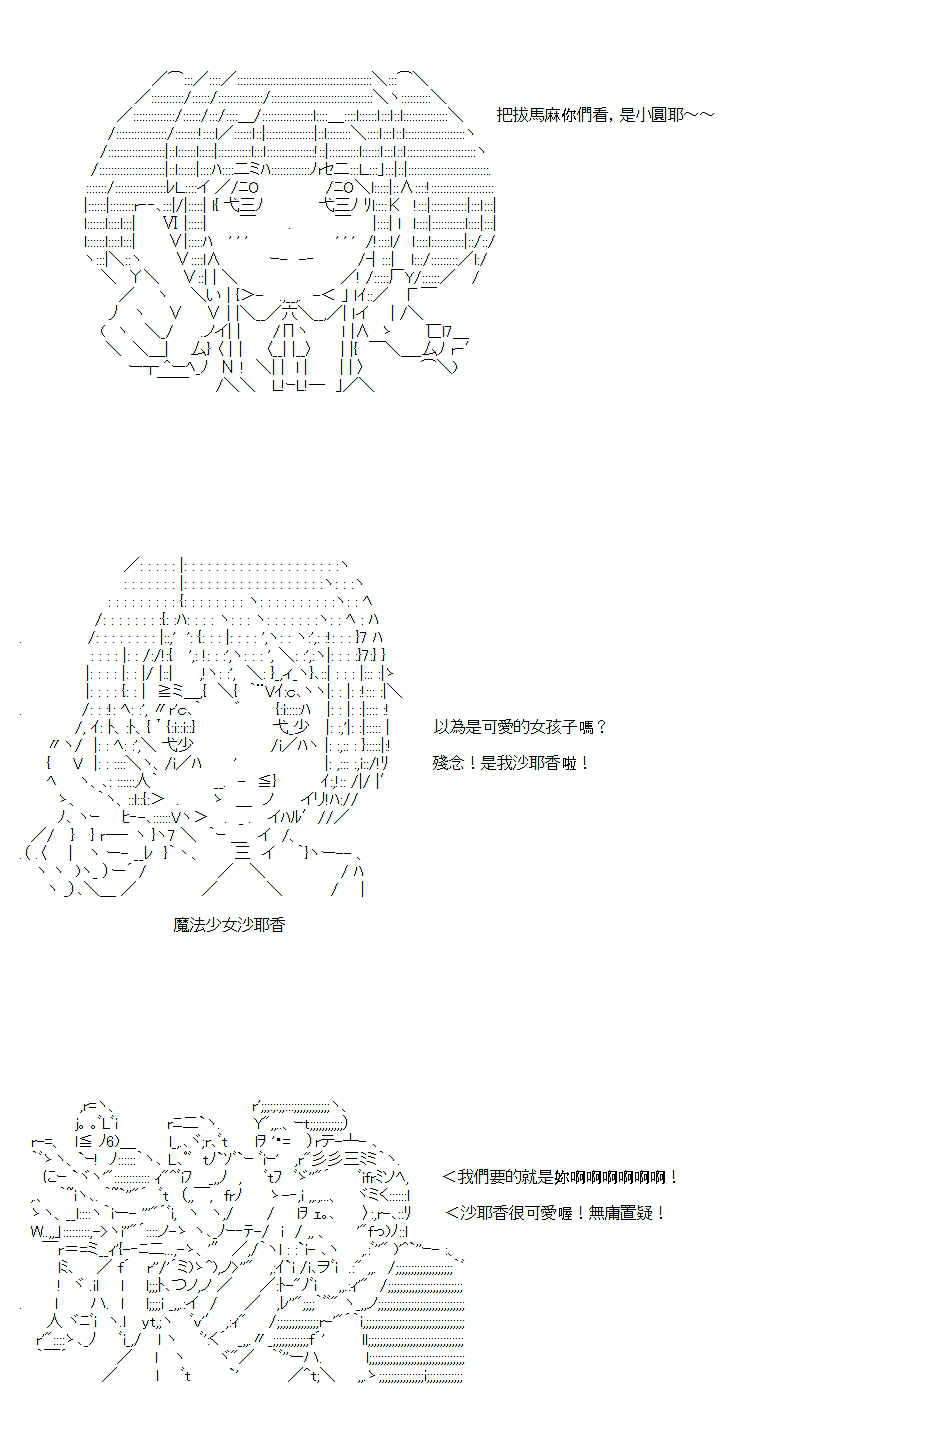 把拔馬麻你們看，是小圓耶～～
以為是可愛的女孩子嗎？
殘念！是我沙耶香啦！
魔法少女沙耶香
＜我們要的就是妳啊啊啊啊啊啊！
＜沙耶香很可愛喔！無庸置疑！